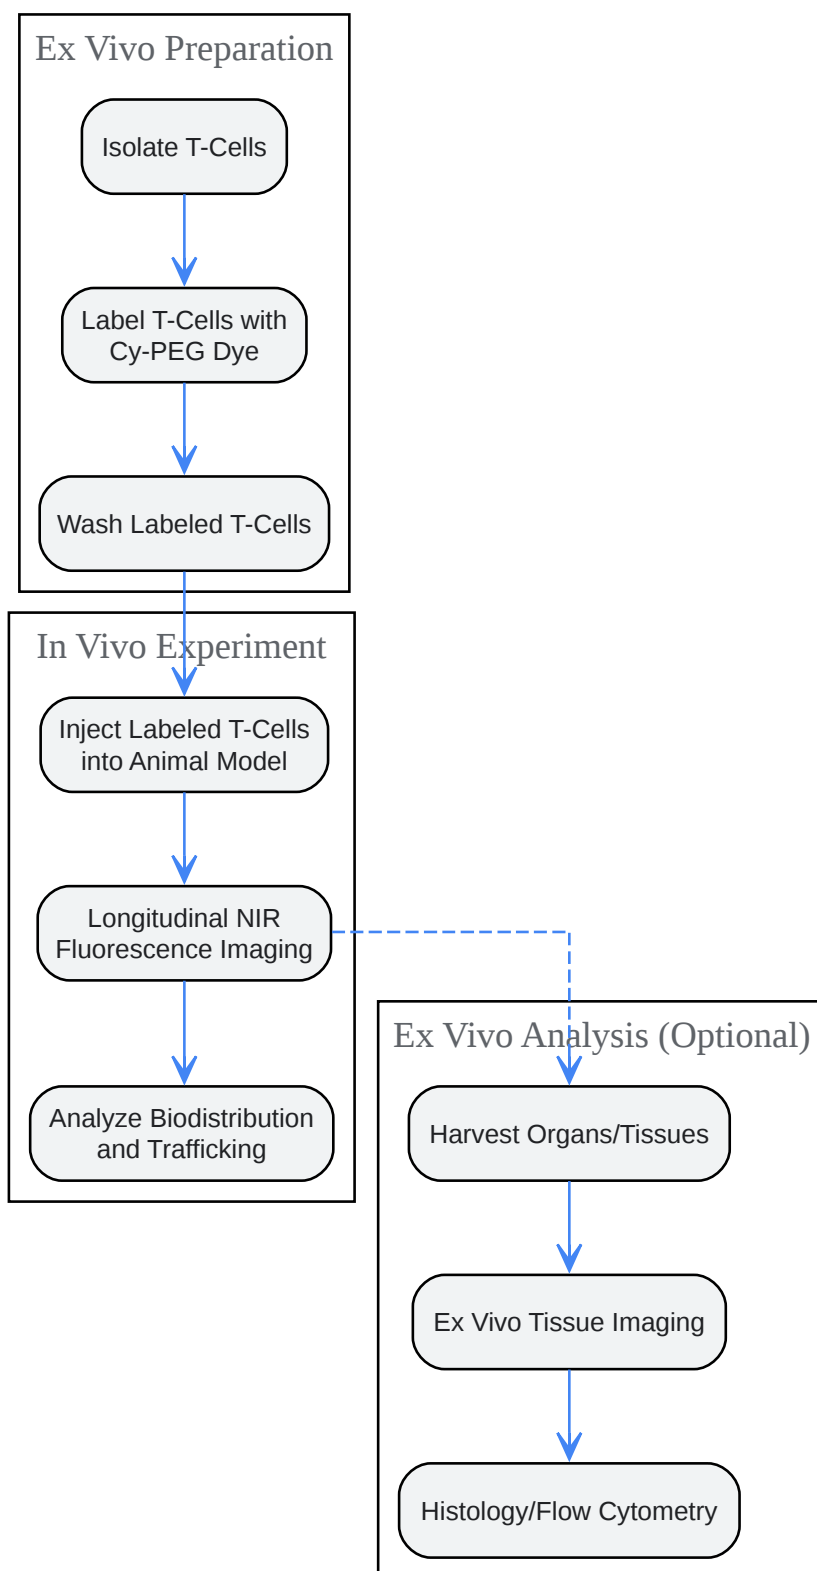 Ex Vivo Preparation
Isolate T-Cells
Label T-Cells with
Cy-PEG Dye
Wash Labeled T-Cells
In Vivo Experiment
Inject Labeled T-Cells
into Animal Model
Longitudinal NIR
Fluorescence Imaging
Analyze Biodistribution
and Trafficking
Ex Vivo Analysis (Optional)
Harvest Organs/Tissues
Ex Vivo Tissue Imaging
Histology/Flow Cytometry